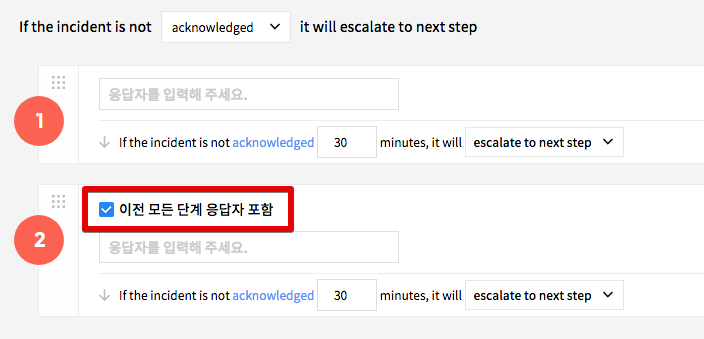 If the incident is not acknowledged it will escalate to next step
1
응답자를 입력해 주세요.
If the incident is not acknowledged 30 minutes, it will escalate to next step
2
이전 모든 단계 응답자 포함
응답자를 입력해 주세요.
If the incident is not acknowledged 30 minutes, it will escalate to next step